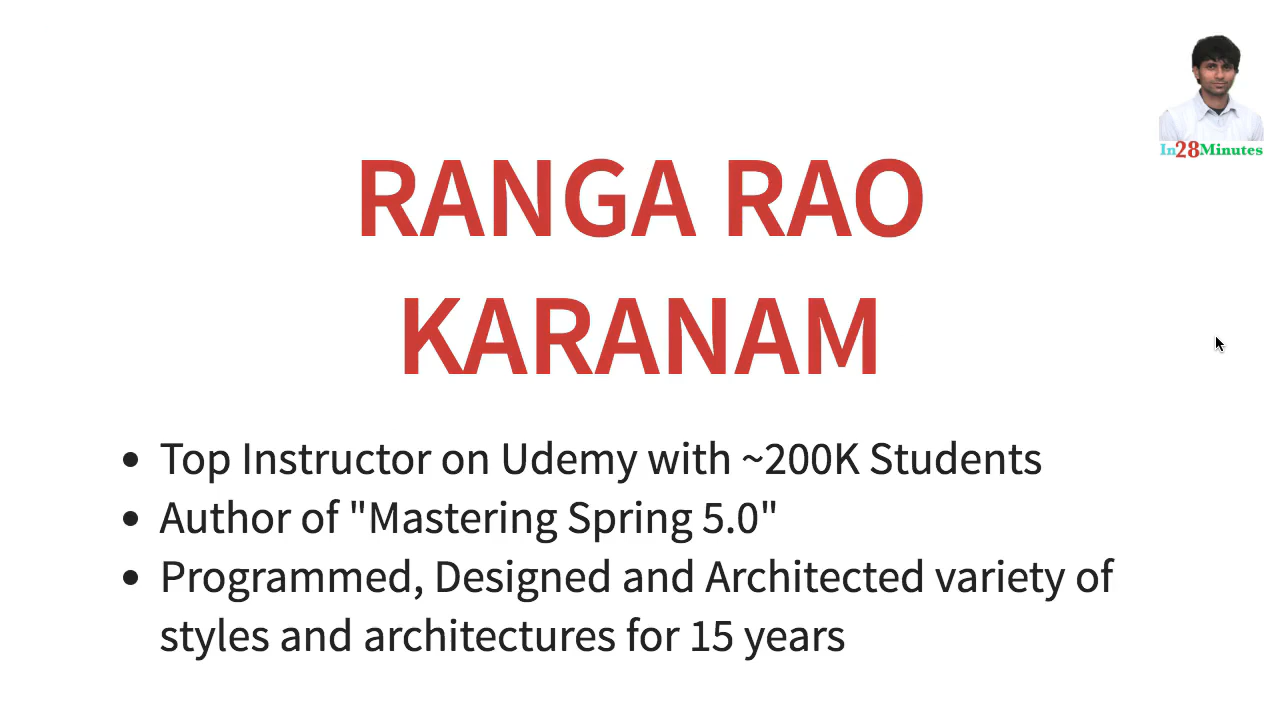 In28Minutes
RANGA RAO
KARANAM
• Top Instructor on Udemy with ~200K Students
• Author of "Mastering Spring 5.0"
• Programmed, Designed and Architected variety of
styles and architectures for 15 years